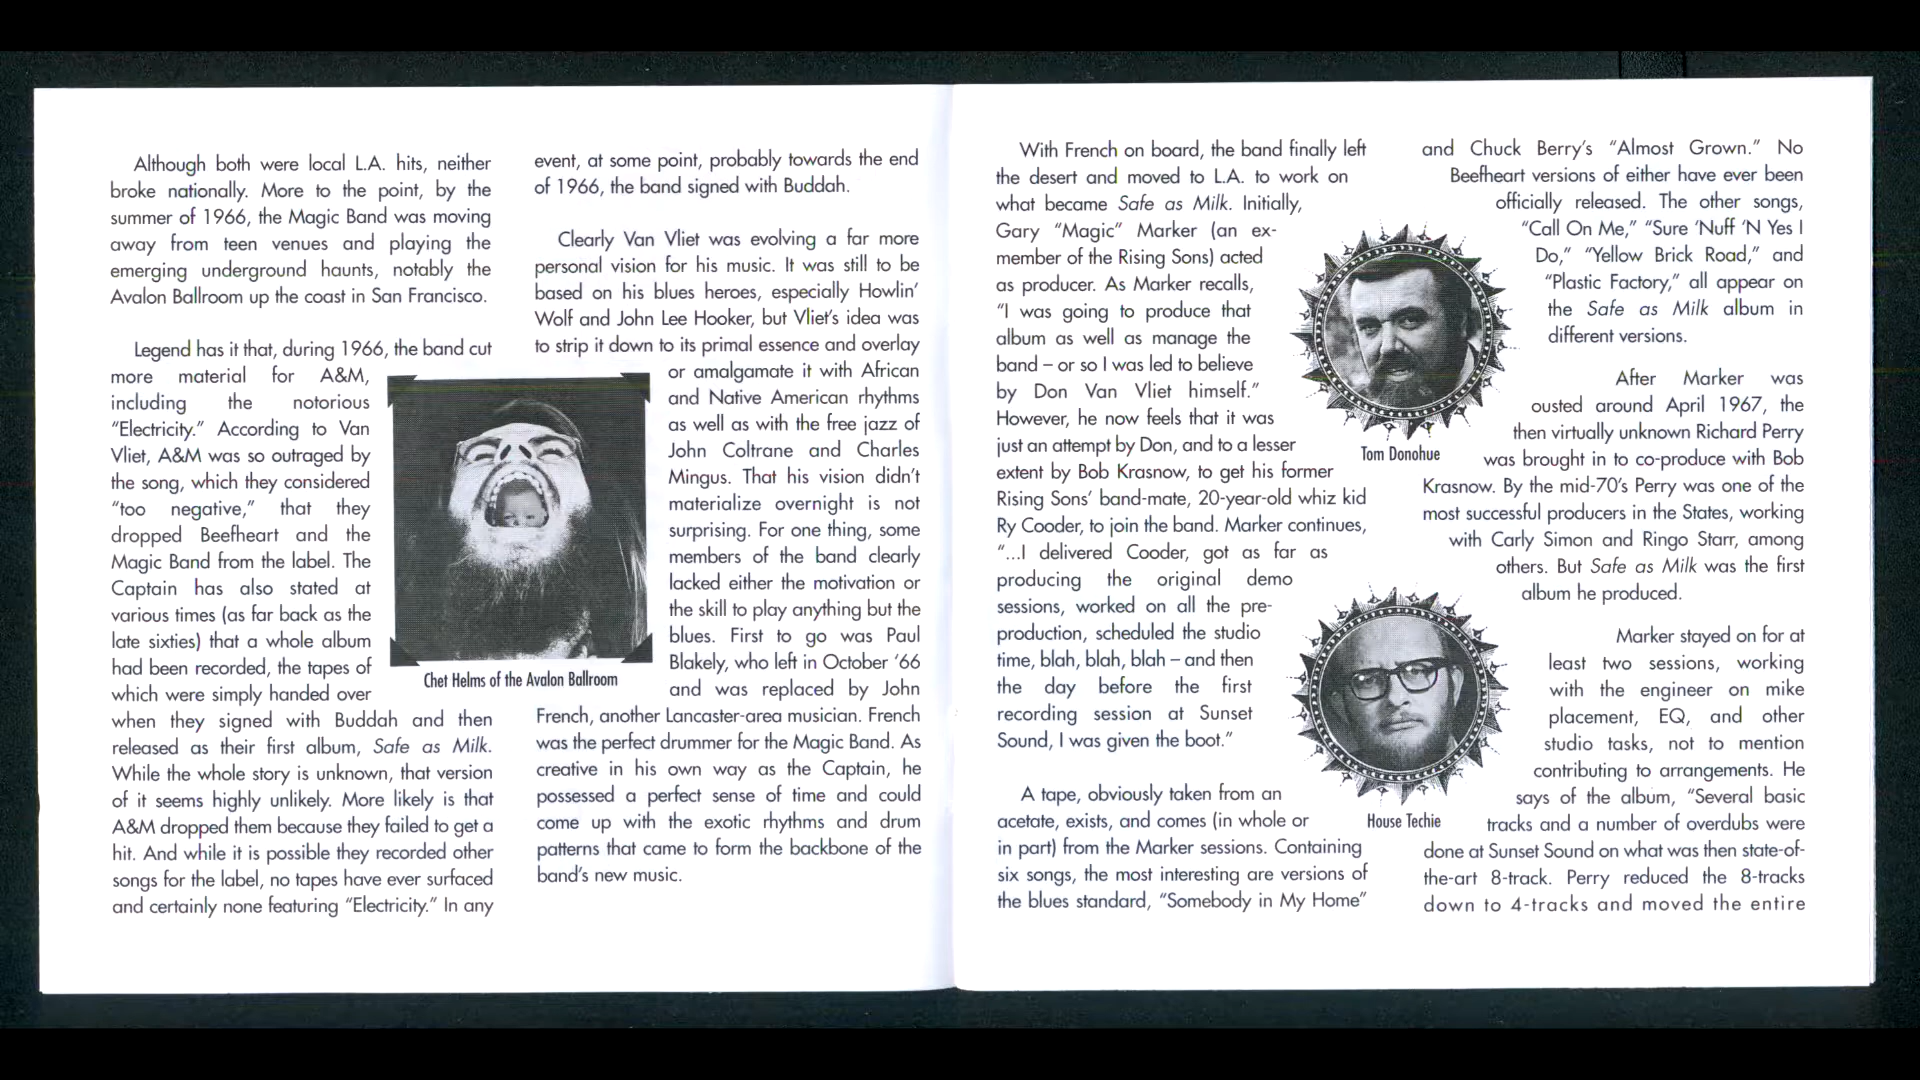 Although both were local L.A. hits, neither
broke nationally. More to the point, by the
summer of 1966, the Magic Band was moving
away from teen venues and playing the
emerging underground haunts, notably the
Avalon Ballroom up the coast in San Francisco.
Legend has it that, during 1966, the band cut
more material for A&M,
including the notorious
“Electricity.” According to Van
Vliet, A&M was so outraged by
the song, which they considered
“too negative,” that they
dropped Beefheart and the
Magic Band from the label. The
Captain has also stated at
various times (as far back as the
late sixties) that a whole album
had been recorded, the tapes of
which were simply handed over
when they signed with Buddah and then
released as their first album, Safe as Milk.
While the whole story is unknown, that version
of it seems highly unlikely. More likely is that
A&M dropped them because they failed to get a
hit. And while it is possible they recorded other
songs for the label, no tapes have ever surfaced
and certainly none featuring “Electricity.” In any
Chet Helms of the Avalon Ballroom
event, at some point, probably towards the end
of 1966, the band signed with Buddah.
Clearly Van Vliet was evolving a far more
personal vision for his music. It was still to be
based on his blues heroes, especially Howlin’
Wolf and John Lee Hooker, but Vliet’s idea was
to strip it down to its primal essence and overlay
or amalgamate it with African
and Native American rhythms
as well as with the free jazz of
John Coltrane and Charles
Mingus. That his vision didn’t
materialize overnight is not
surprising. For one thing, some
members of the band clearly
lacked either the motivation or
the skill to play anything but the
blues. First to go was Paul
Blakely, who left in October ‘66
and was replaced by John
French, another Lancaster-area musician. French
was the perfect drummer for the Magic Band. As
creative in his own way as the Captain, he
possessed a perfect sense of time and could
come up with the exotic rhythms and drum
patterns that came to form the backbone of the
band’s new music.
With French on board, the band finally left
the desert and moved to L.A. to work on
what became Safe as Milk. Initially,
Gary “Magic” Marker (an ex-
member of the Rising Sons) acted
as producer. As Marker recalls,
“I was going to produce that
album as well as manage the
band – or so I was led to believe
by Don Van Vliet himself.”
However, he now feels that it was
just an attempt by Don, and to a lesser
extent by Bob Krasnow, to get his former
Rising Sons’ band-mate, 20-year-old whiz kid
Ry Cooder, to join the band. Marker continues,
“...I delivered Cooder, got as far as
producing the original demo
sessions, worked on all the pre-
production, scheduled the studio
time, blah, blah, blah – and then
the day before the first
recording session at Sunset
Sound, I was given the boot.”
A tape, obviously taken from an
acetate, exists, and comes (in whole or
in part) from the Marker sessions. Containing
six songs, the most interesting are versions of
the blues standard, “Somebody in My Home”
Tom Donohue
House Techie
and Chuck Berry’s “Almost Grown.” No
Beefheart versions of either have ever been
officially released. The other songs,
“Call On Me,” “Sure ‘Nuff ‘N Yes I
Do,” “Yellow Brick Road,” and
“Plastic Factory,” all appear on
the Safe as Milk album in
different versions.
After Marker was
ousted around April 1967, the
then virtually unknown Richard Perry
was brought in to co-produce with Bob
Krasnow. By the mid-70’s Perry was one of the
most successful producers in the States, working
with Carly Simon and Ringo Starr, among
others. But Safe as Milk was the first
album he produced.
Marker stayed on for at
least two sessions, working
with the engineer on mike
placement, EQ, and other
studio tasks, not to mention
contributing to arrangements. He
says of the album, “Several basic
tracks and a number of overdubs were
done at Sunset Sound on what was then state-of-
the-art 8-track. Perry reduced the 8-tracks
down to 4-tracks and moved the entire